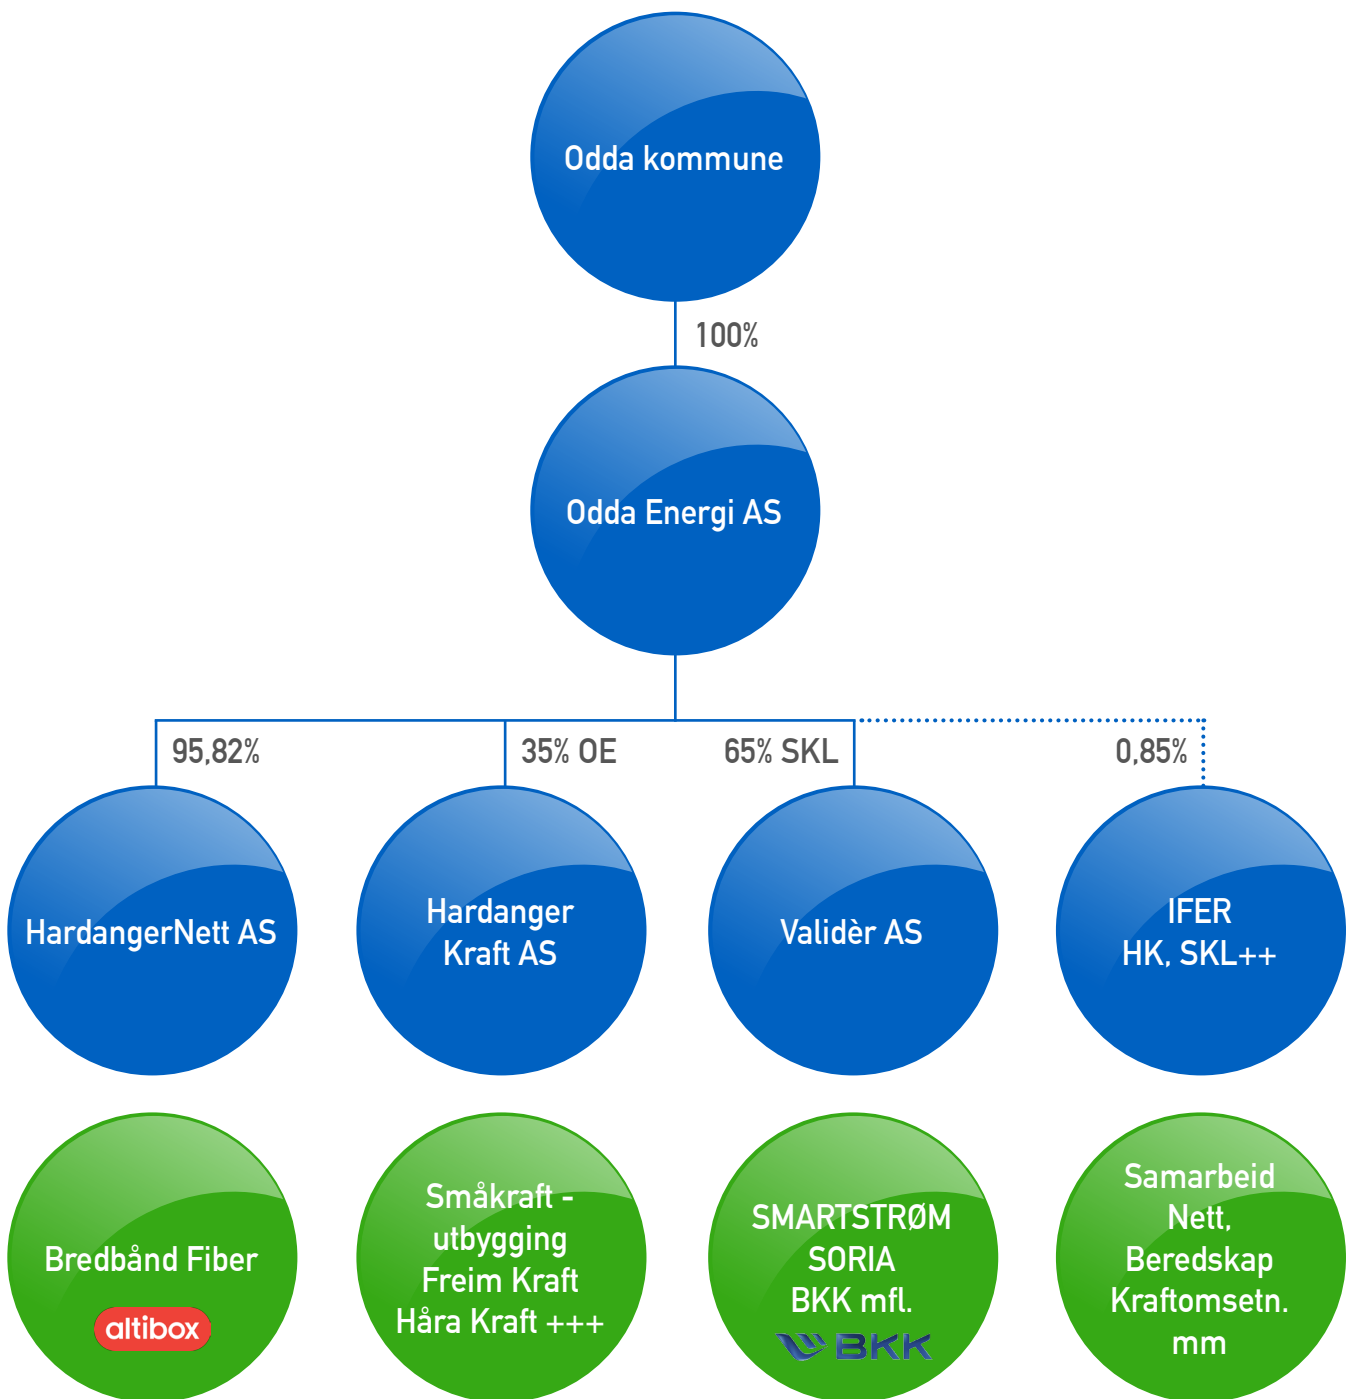 Odda kommune
100%
Odda Energi AS
95,82%
35% OE
65% SKL
0,85%
HardangerNett AS
Hardanger
Kraft AS
Validèr AS
IFER
HK, SKL++
Bredbånd Fiber
altibox
Småkraft -
utbygging
Freim Kraft
Håra Kraft +++
SMARTSTRØM
SORIA
BKK mfl.
BKK
Samarbeid
Nett,
Beredskap
Kraftomsetn.
mm